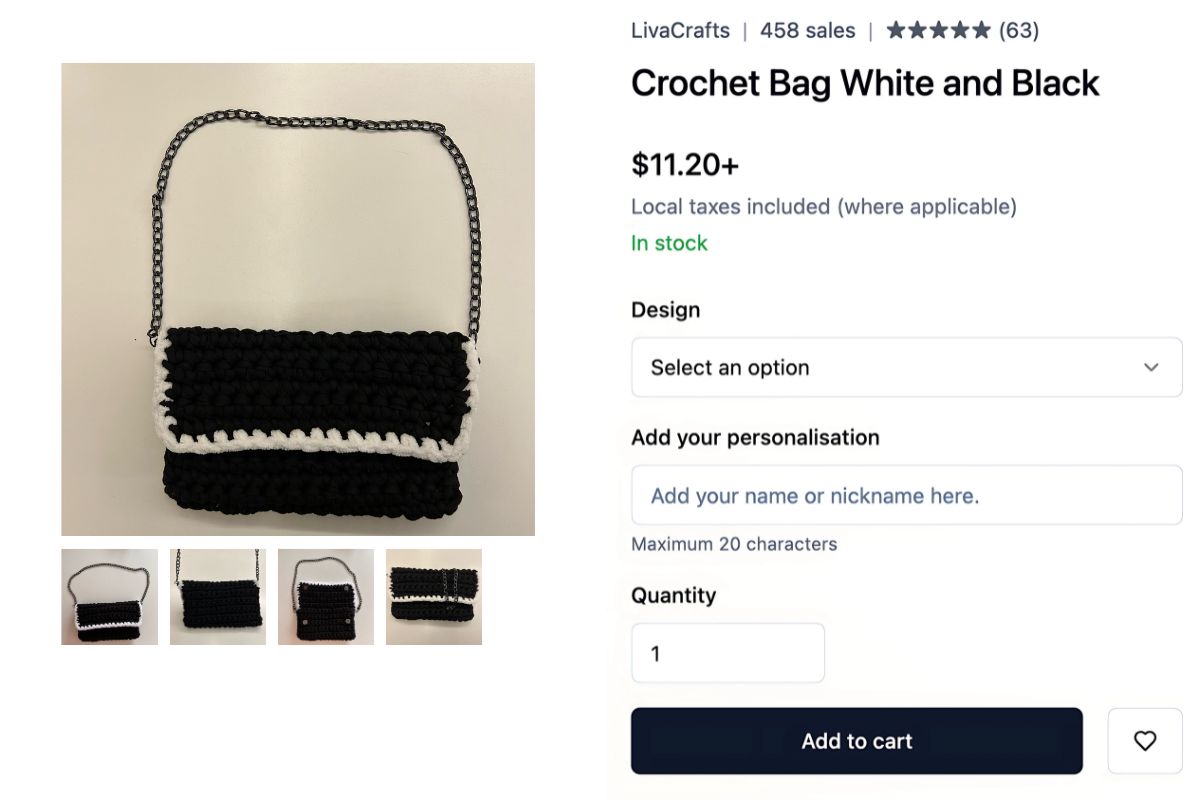 LivaCrafts | 458 sales | ★★★★★ (63)
Crochet Bag White and Black
$11.20+
Local taxes included (where applicable)
In stock
Design
Select an option
Add your personalisation
Add your name or nickname here.
Maximum 20 characters
Quantity
1
Add to cart